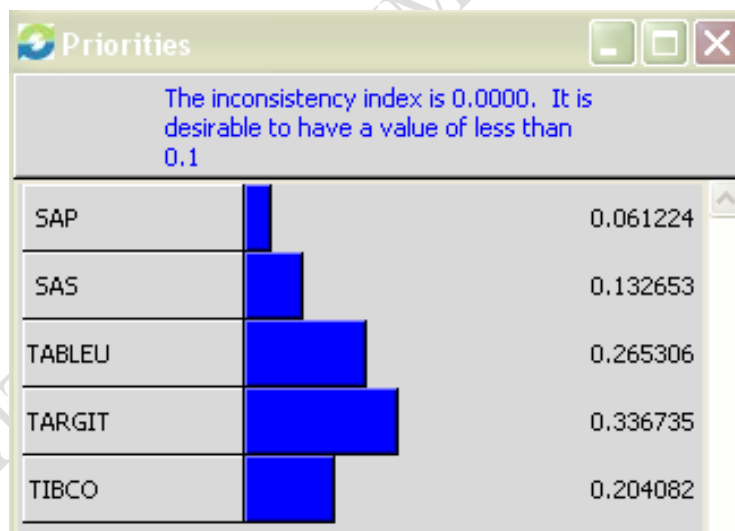 Priorities
The inconsistency index is 0.0000. It is
desirable to have a value of less than
0.1
SAP 0.061224
SAS 0.132653
TABLEU 0.265306
TARGIT 0.336735
TIBCO 0.204082